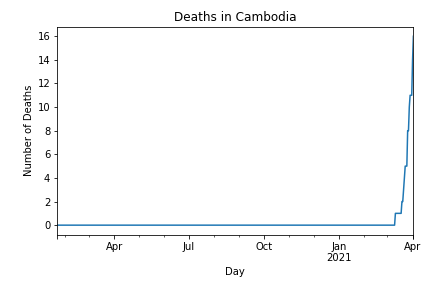 Deaths in Cambodia
16
14
12
10
8
6
4
2
0
Number of Deaths
Apr
Jul
Oct
Jan
2021
Apr
Day